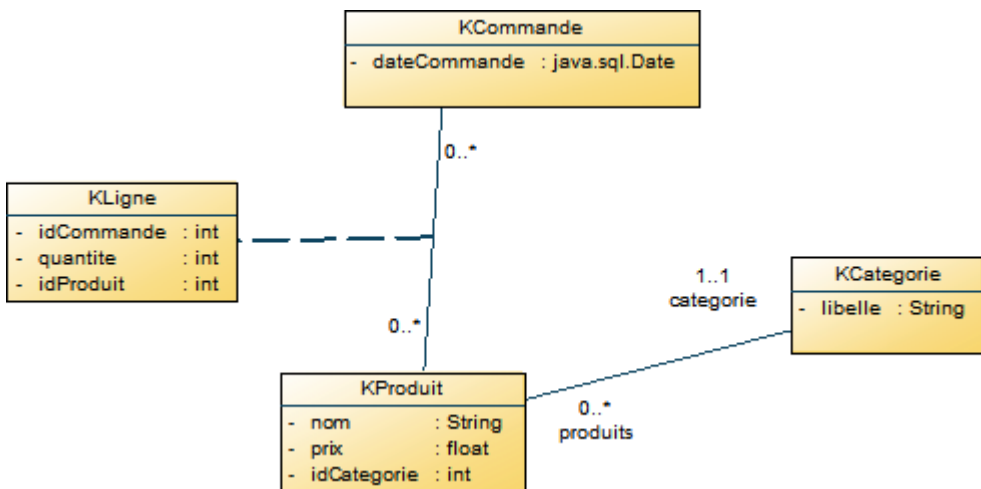 KCommande
- dateCommande : java.sql.Date
0..*
KLigne
- idCommande : int
- quantite : int
- idProduit : int
1..1
categorie
KCategorie
- libelle : String
0..*
KProduit
- nom : String
- prix : float
- idCategorie : int
0..*
produits